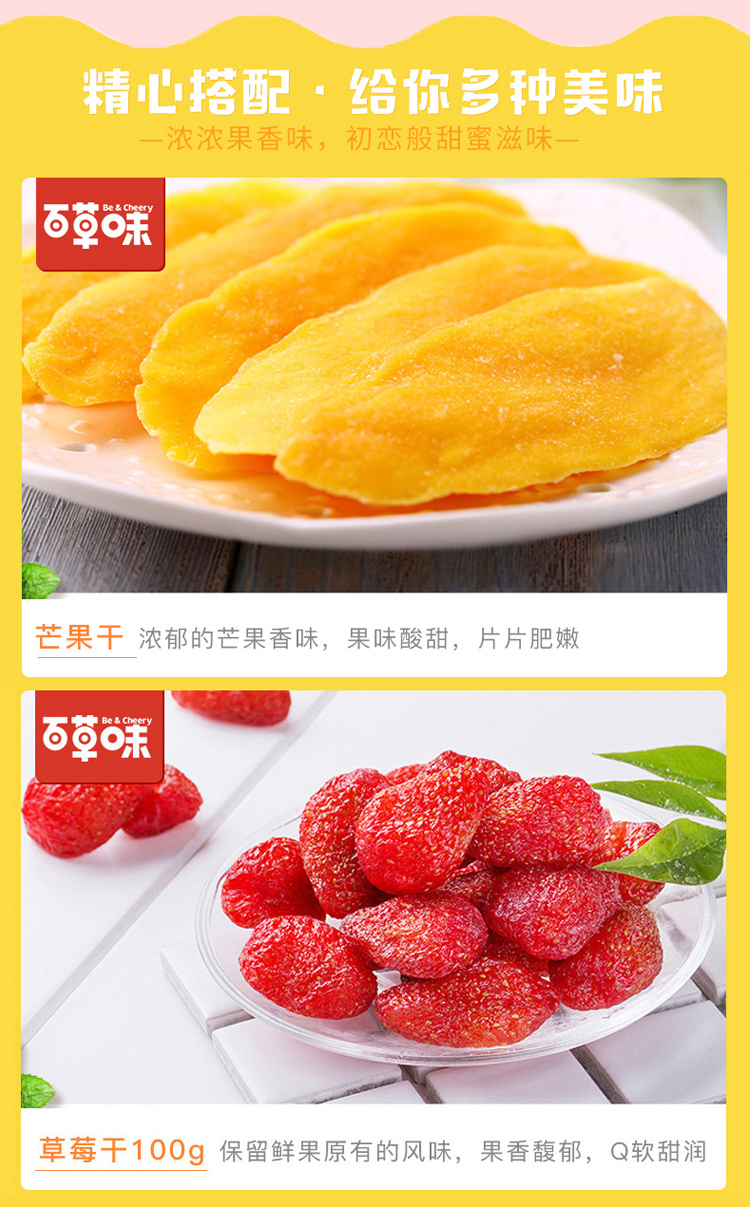 精心搭配·给你多种美味
—浓浓果香味，初恋般甜蜜滋味—
Be & Cheery
百草味
芒果干 浓郁的芒果香味，果味酸甜，片片肥嫩
Be & Cheery
百草味
草莓干100g 保留鲜果原有的风味，果香馥郁，Q软甜润